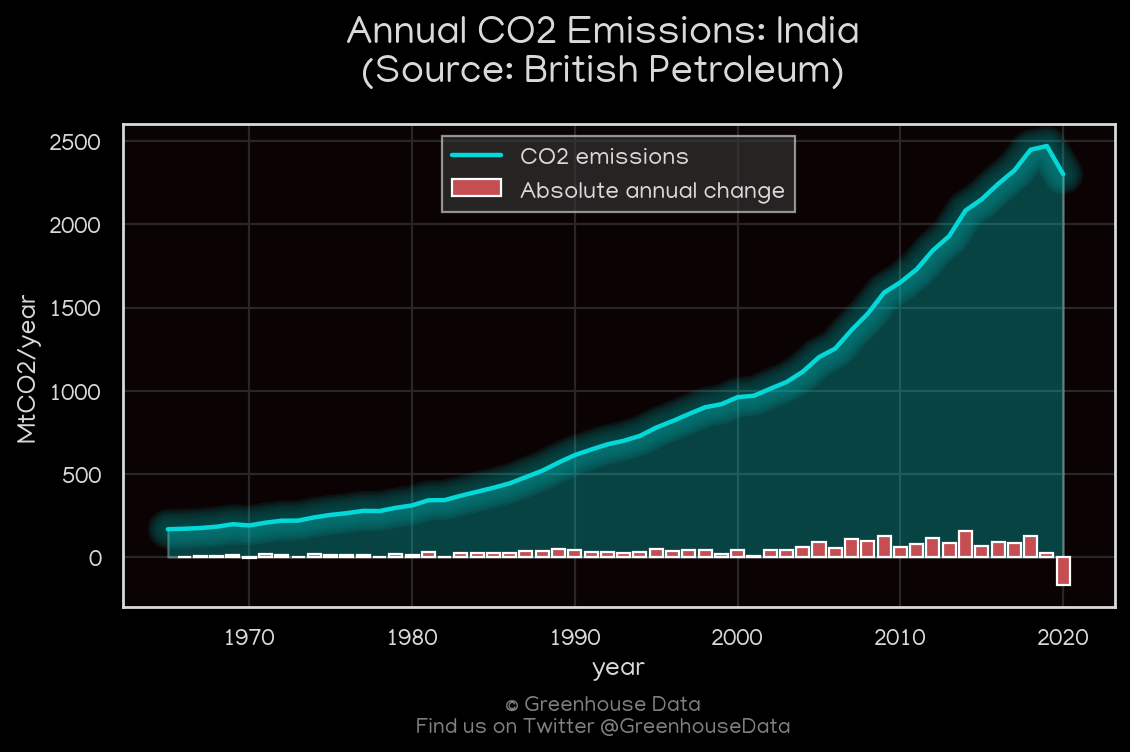 Annual CO2 Emissions: India
(Source: British Petroleum)
CO2 emissions
Absolute annual change
MtCO2/year
2500
2000
1500
1000
500
0
1970 1980 1990 2000 2010 2020
year
© Greenhouse Data
Find us on Twitter @GreenhouseData